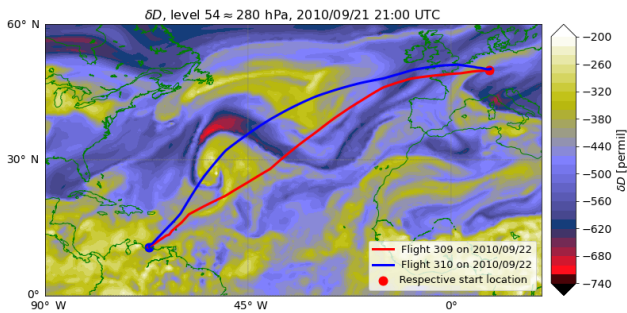 δD, level 54 ≈ 280 hPa, 2010/09/21 21:00 UTC
60° N
30° N
0°
90° W
45° W
0°
Flight 309 on 2010/09/22
Flight 310 on 2010/09/22
Respective start location
−200
−260
−320
−380
−440
−500
−560
−620
−680
−740
δD [permil]